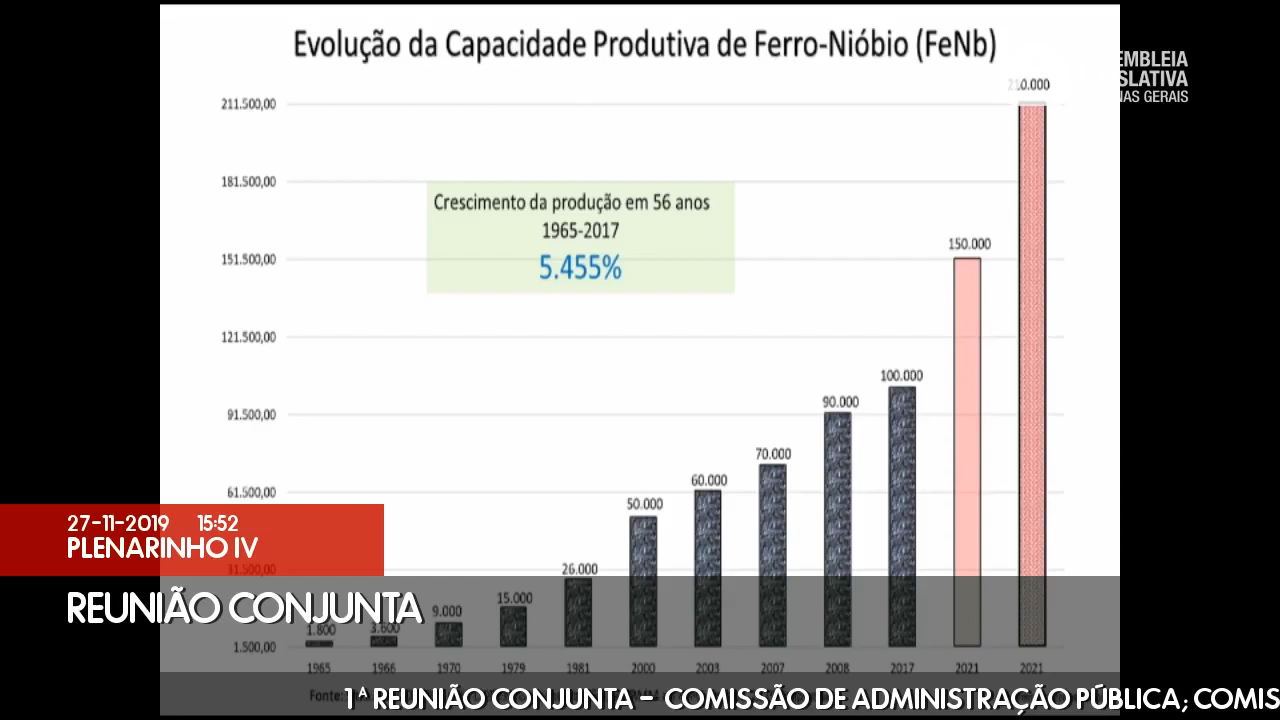 Evolução da Capacidade Produtiva de Ferro-Nióbio (FeNb)
EMBLEIA
SLATIVA
NAS GERAIS
210.000
211.500,00
181.500,00
Crescimento da produção em 56 anos
1965-2017
5.455%
150.000
151.500,00
121.500,00
100.000
90.000
91.500,00
70.000
60.000
61.500,00
50.000
27-11-2019 15:52
PLENARINHO IV
31.500,00
26.000
15.000
9.000
REUNIÃO CONJUNTA
1.800
3.600
1.500,00
1965 1966 1970 1979 1981 2000 2003 2007 2008 2017 2021 2021
Fonte:
1ª REUNIÃO CONJUNTA - COMISSÃO DE ADMINISTRAÇÃO PÚBLICA; COMIS